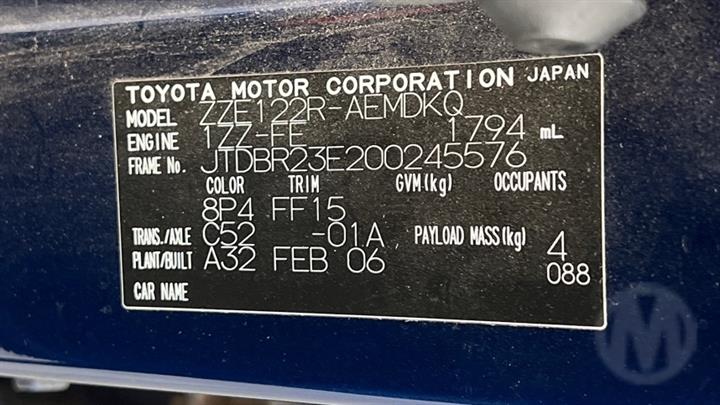 TOYOTA MOTOR CORPORATION JAPAN
MODEL ZZE122R-AEMDKQ
ENGINE 1ZZ-FE 1794 mL
FRAME No. JTDBR23E200245576
COLOR TRIM GVM(kg) OCCUPANTS
8P4 FF15
TRANS./AXLE C52 -01A PAYLOAD MASS(kg) 4
PLANT/BUILT A32 FEB 06 088
CAR NAME
M